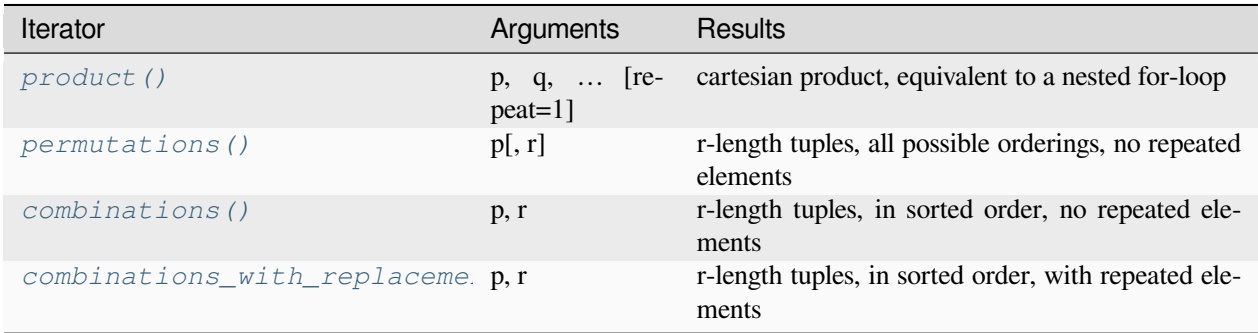 Iterator Arguments Results
product() p, q, … [re- cartesian product, equivalent to a nested for-loop
peat=1]
permutations() p[, r] r-length tuples, all possible orderings, no repeated
elements
combinations() p, r r-length tuples, in sorted order, no repeated ele-
ments
combinations_with_replaceme p, r r-length tuples, in sorted order, with repeated ele-
ments